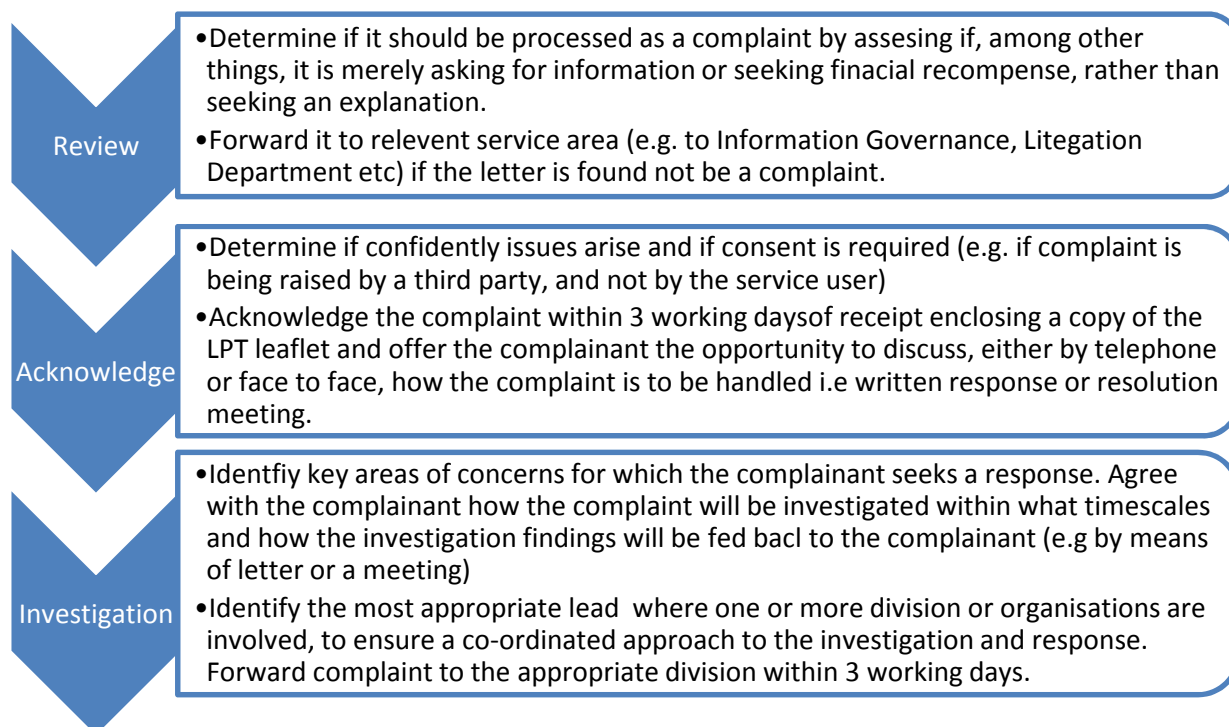 Review
•Determine if it should be processed as a complaint by assesing if, among other
things, it is merely asking for information or seeking finacial recompense, rather than
seeking an explanation.
•Forward it to relevent service area (e.g. to Information Governance, Litegation
Department etc) if the letter is found not be a complaint.
Acknowledge
•Determine if confidently issues arise and if consent is required (e.g. if complaint is
being raised by a third party, and not by the service user)
•Acknowledge the complaint within 3 working daysof receipt enclosing a copy of the
LPT leaflet and offer the complainant the opportunity to discuss, either by telephone
or face to face, how the complaint is to be handled i.e written response or resolution
meeting.
Investigation
•Identfiy key areas of concerns for which the complainant seeks a response. Agree
with the complainant how the complaint will be investigated within what timescales
and how the investigation findings will be fed bacl to the complainant (e.g by means
of letter or a meeting)
•Identify the most appropriate lead  where one or more division or organisations are
involved, to ensure a co-ordinated approach to the investigation and response.
Forward complaint to the appropriate division within 3 working days.